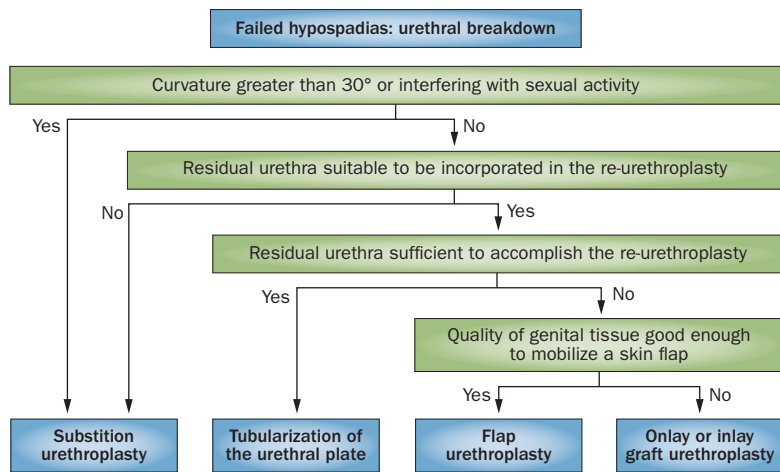 Failed hypospadias: urethral breakdown
Curvature greater than 30° or interfering with sexual activity
Yes
No
Residual urethra suitable to be incorporated in the re-urethroplasty
No
Yes
Residual urethra sufficient to accomplish the re-urethroplasty
Yes
No
Quality of genital tissue good enough
to mobilize a skin flap
Yes
No
Substition
urethroplasty
Tubularization of
the urethral plate
Flap
urethroplasty
Onlay or inlay
graft urethroplasty